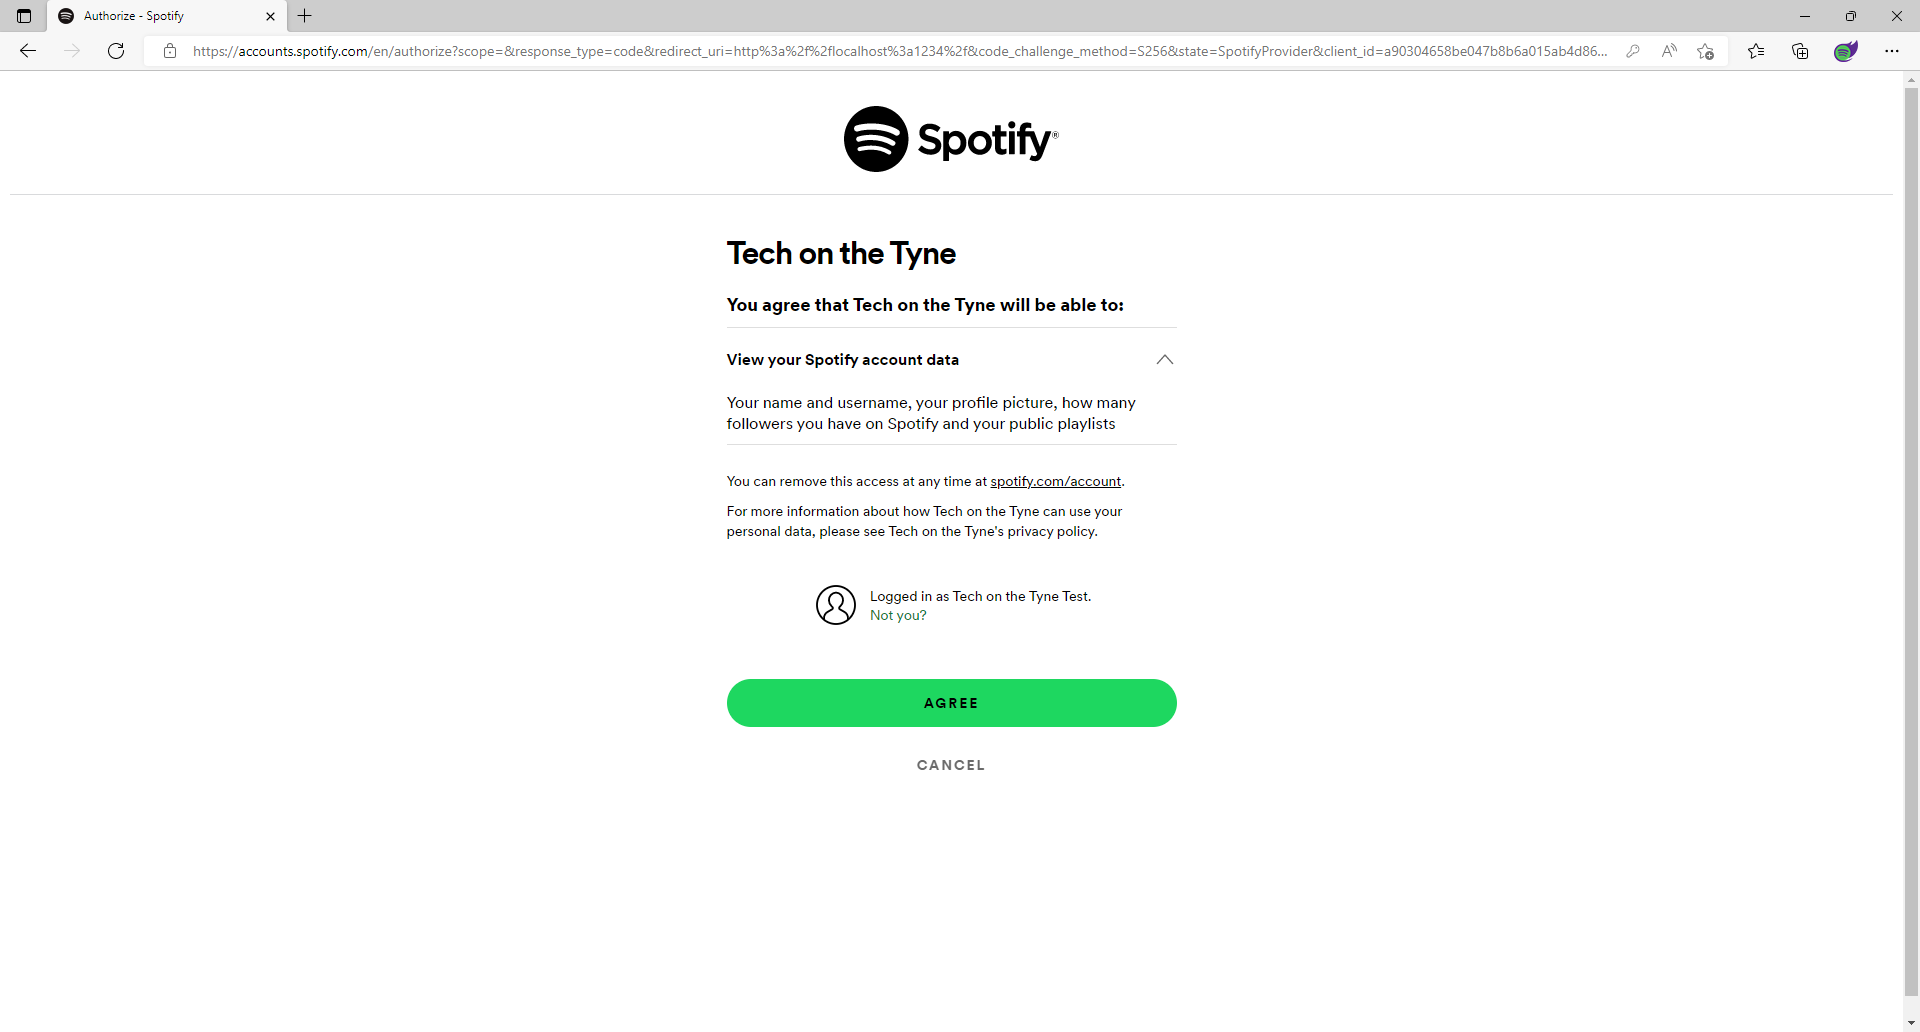 Authorize - Spotify
https://accounts.spotify.com/en/authorize?scope=&response_type=code&redirect_uri=http%3a%2f%2flocalhost%3a1234%2f&code_challenge_method=S256&state=SpotifyProvider&client_id=a90304658be047b8b6a015ab4d86...
Spotify®
Tech on the Tyne
You agree that Tech on the Tyne will be able to:
View your Spotify account data
Your name and username, your profile picture, how many
followers you have on Spotify and your public playlists
You can remove this access at any time at spotify.com/account.
For more information about how Tech on the Tyne can use your
personal data, please see Tech on the Tyne's privacy policy.
Logged in as Tech on the Tyne Test.
Not you?
AGREE
CANCEL